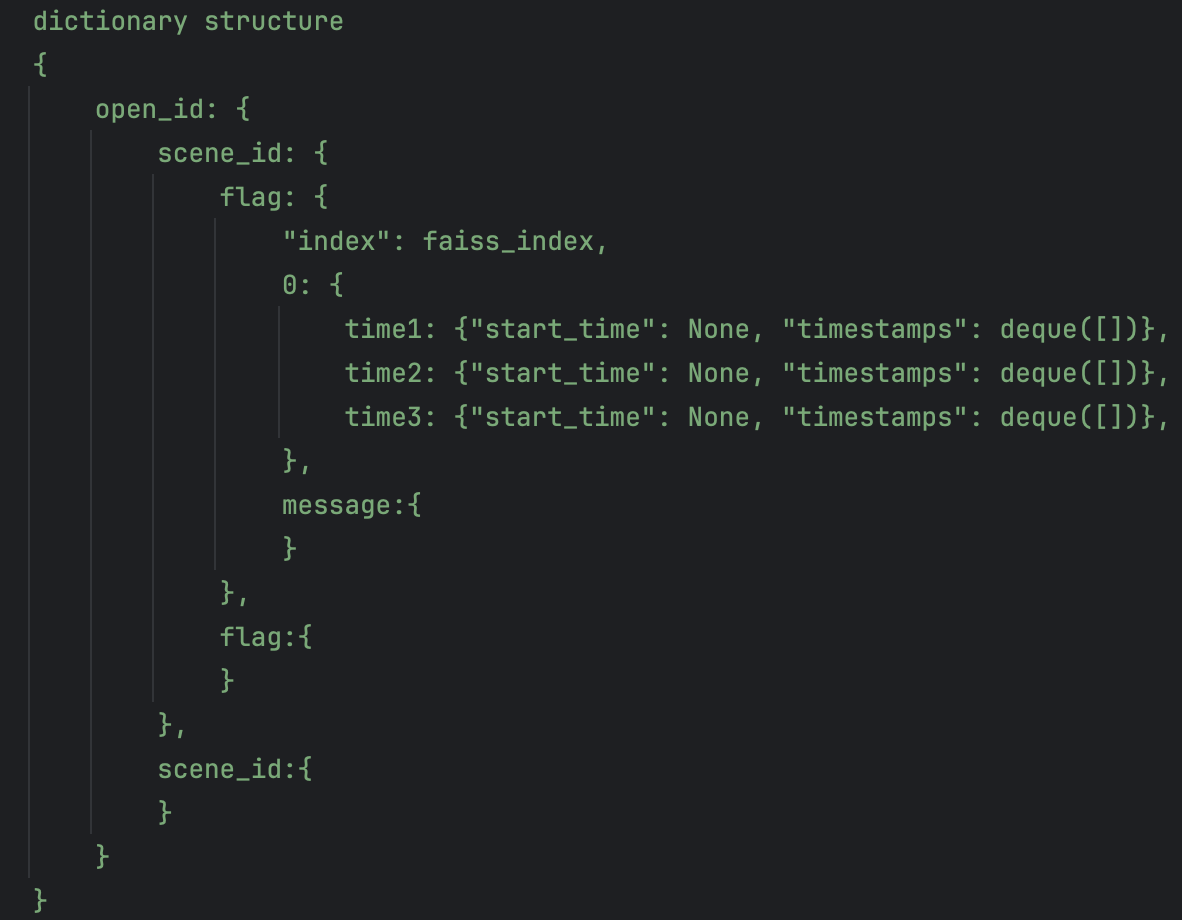 dictionary structure
{
    open_id: {
        scene_id: {
            flag: {
                "index": faiss_index,
                0: {
                    time1: {"start_time": None, "timestamps": deque([])},
                    time2: {"start_time": None, "timestamps": deque([])},
                    time3: {"start_time": None, "timestamps": deque([])},
                },
                message:{
                }
            },
            flag:{
            }
        },
        scene_id:{
        }
    }
}